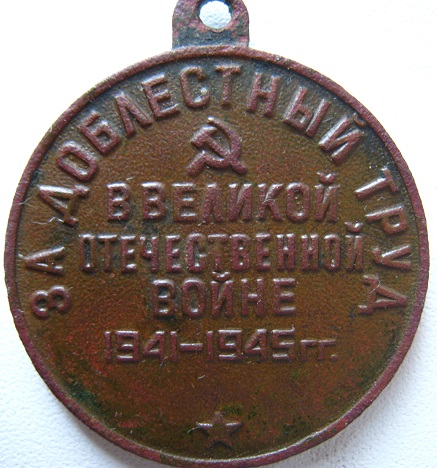 ЗА ДОБЛЕСТНЫЙ ТРУД
В ВЕЛИКОЙ
ОТЕЧЕСТВЕННОЙ
ВОЙНЕ
1941-1945 гг.